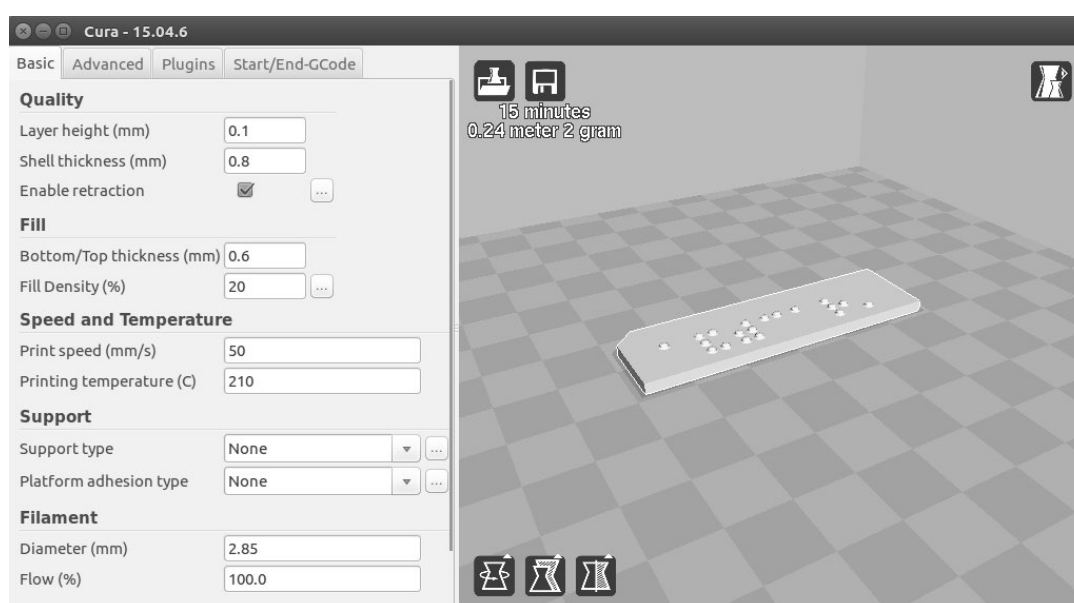 Cura - 15.04.6
Basic Advanced Plugins Start/End-GCode
Quality
Layer height (mm) 0.1
Shell thickness (mm) 0.8
Enable retraction ...
Fill
Bottom/Top thickness (mm) 0.6
Fill Density (%) 20 ...
Speed and Temperature
Print speed (mm/s) 50
Printing temperature (C) 210
Support
Support type None ...
Platform adhesion type None ...
Filament
Diameter (mm) 2.85
Flow (%) 100.0
15 minutes
0.24 meter 2 gram